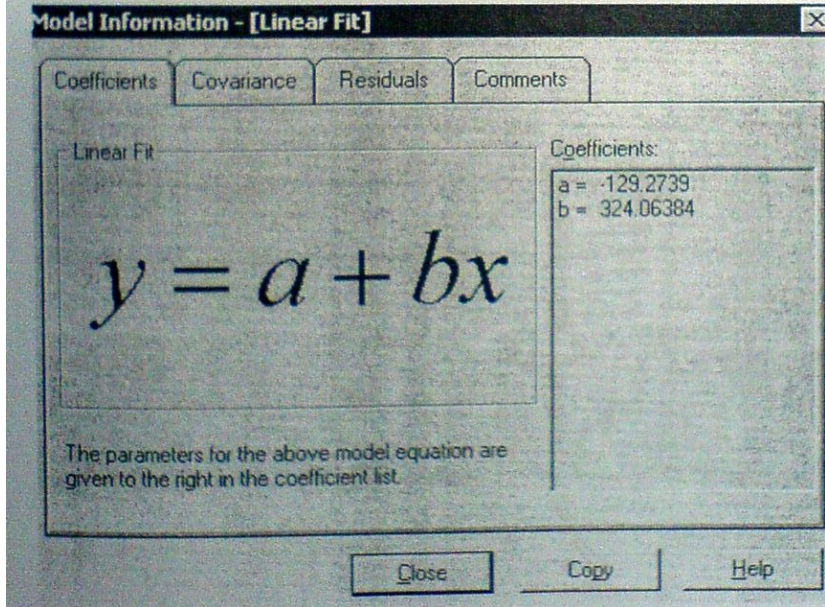 Model Information - [Linear Fit]
Coefficients Covariance Residuals Comments
Linear Fit
y = a + bx
The parameters for the above model equation are
given to the right in the coefficient list.
Coefficients:
a = -129.2739
b = 324.06384
Close Copy Help